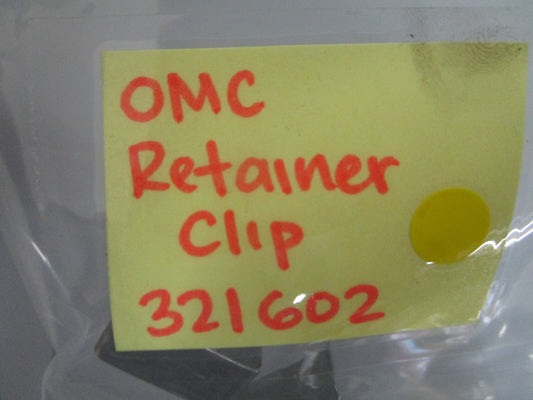 OMC
Retainer
Clip
321602